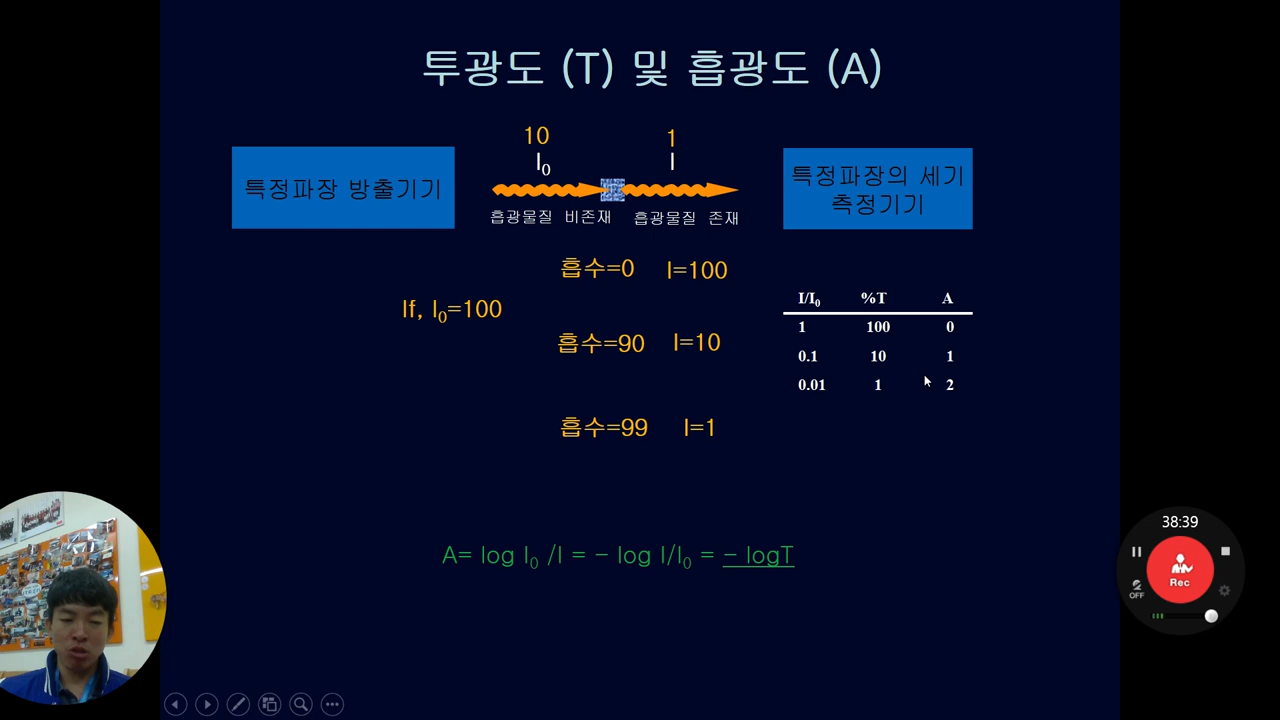 투광도 (T) 및 흡광도 (A)
10
1
I0
I
특정파장 방출기기
특정파장의 세기
측정기기
흡광물질 비존재
흡광물질 존재
흡수=0
I=100
If, I0=100
흡수=90
I=10
흡수=99
I=1
I/I0 %T A
1 100 0
0.1 10 1
0.01 1 2
A= log I0 /I = − log I/I0 = − logT
38:39
Rec
OFF